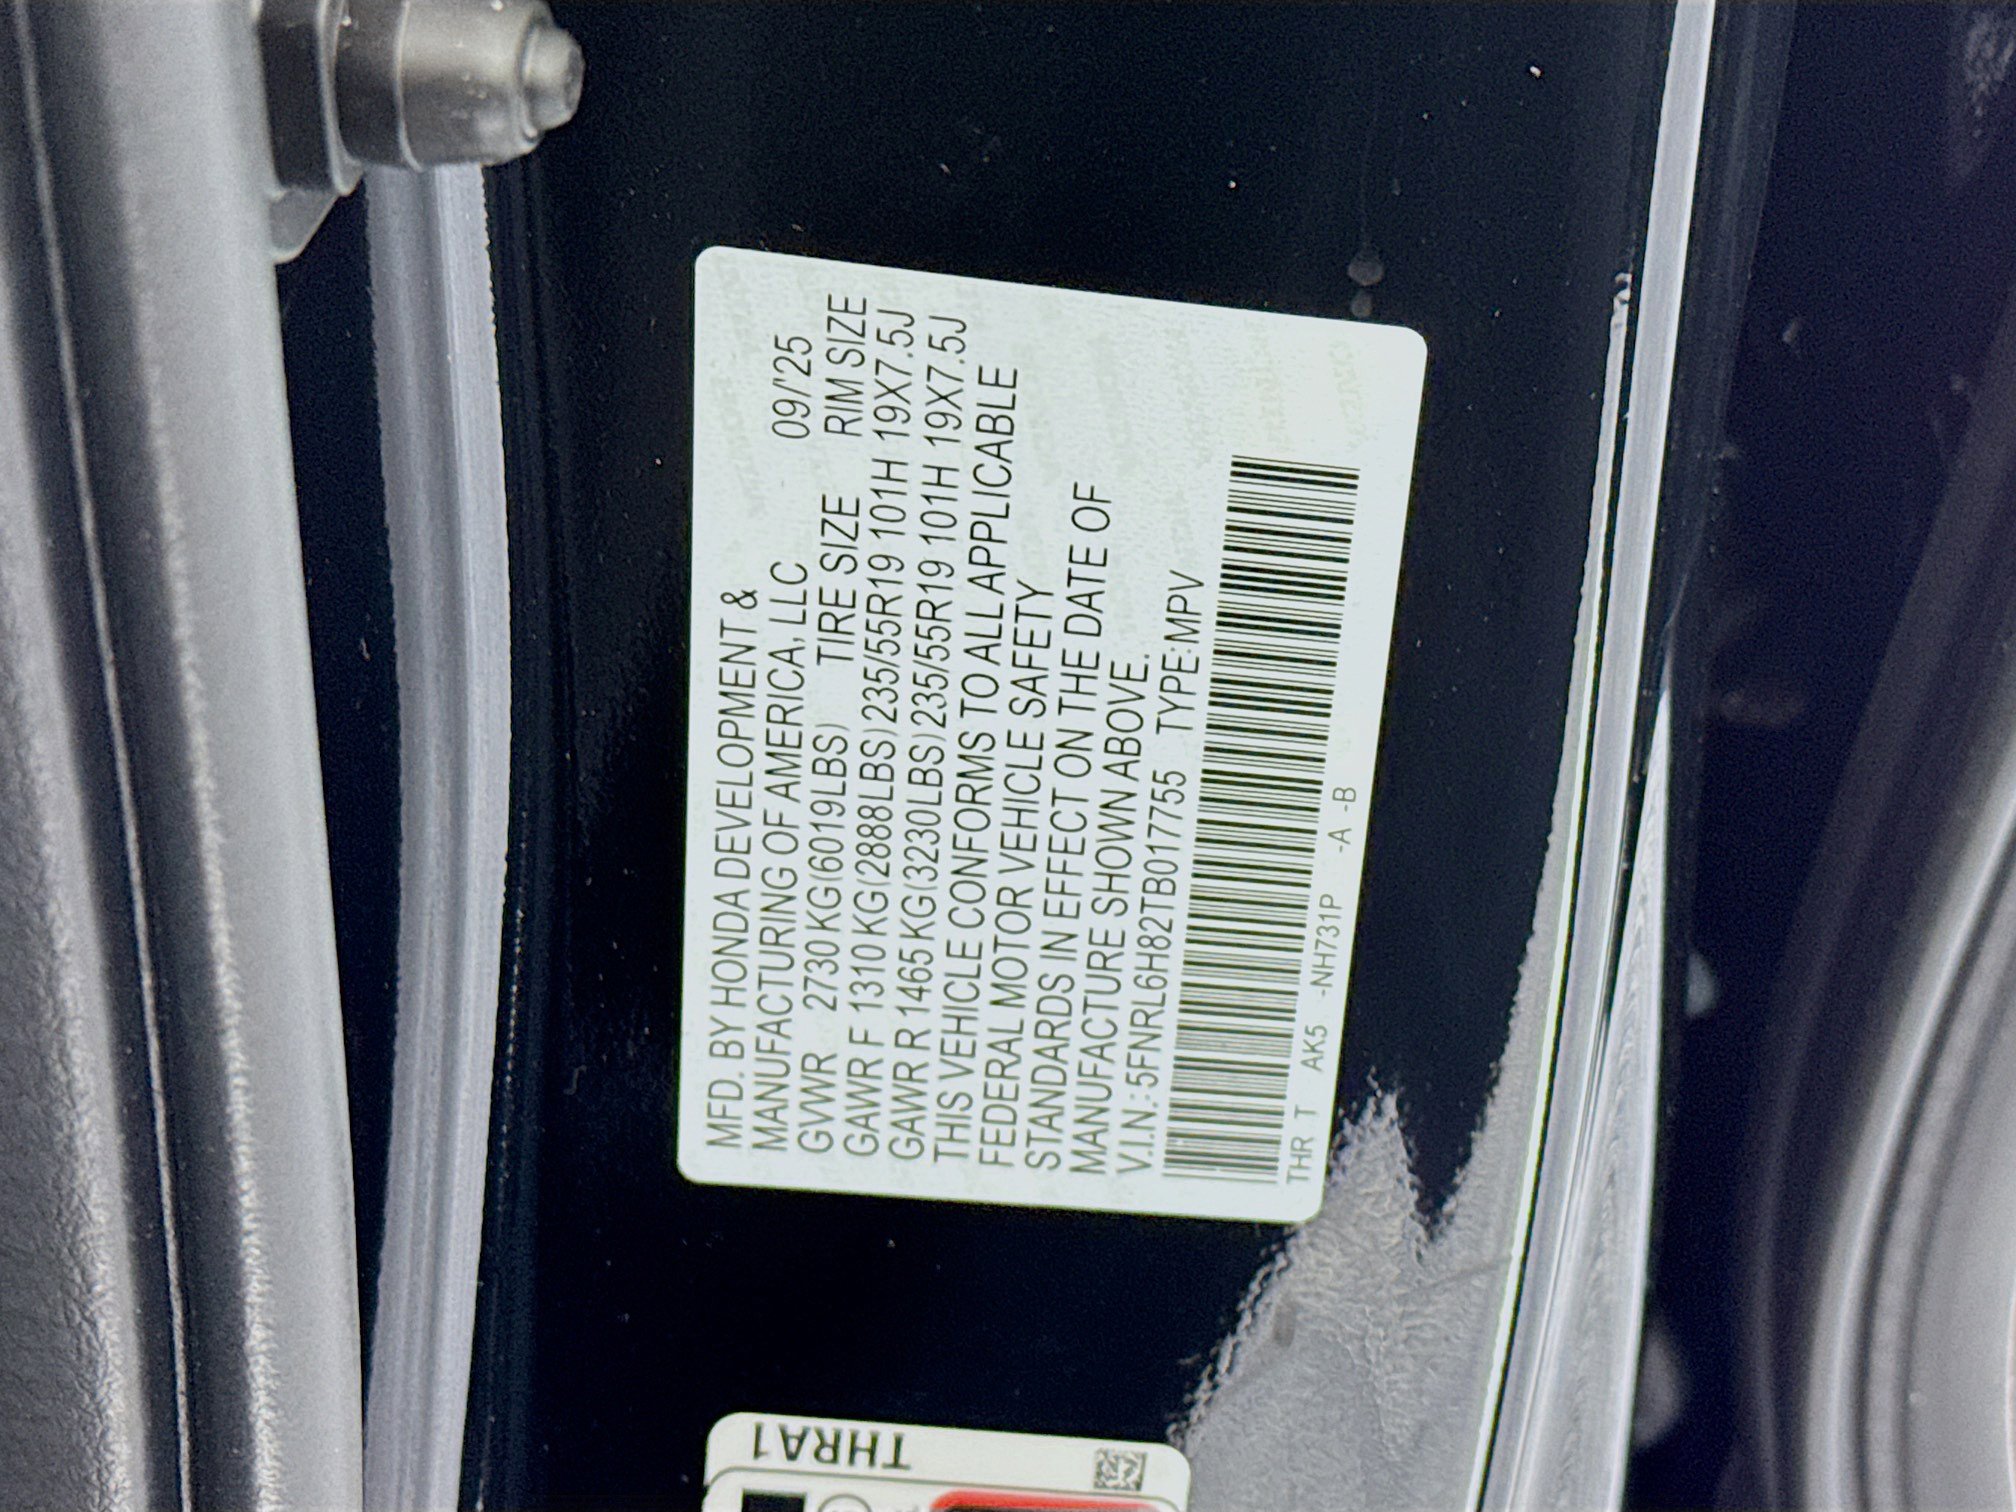 MFD. BY HONDA DEVELOPMENT &
MANUFACTURING OF AMERICA, LLC 09/'25
GVWR 2730 KG(6019LBS) TIRE SIZE RIM SIZE
GAWR F 1310 KG(2888LBS) 235/55R19 101H 19X7.5J
GAWR R 1465 KG(3230LBS) 235/55R19 101H 19X7.5J
THIS VEHICLE CONFORMS TO ALL APPLICABLE
FEDERAL MOTOR VEHICLE SAFETY
STANDARDS IN EFFECT ON THE DATE OF
MANUFACTURE SHOWN ABOVE.
V.I.N.:5FNRL6H82TB017755 TYPE:MPV
THR T AK5 -NH731P -A -B
THRA1